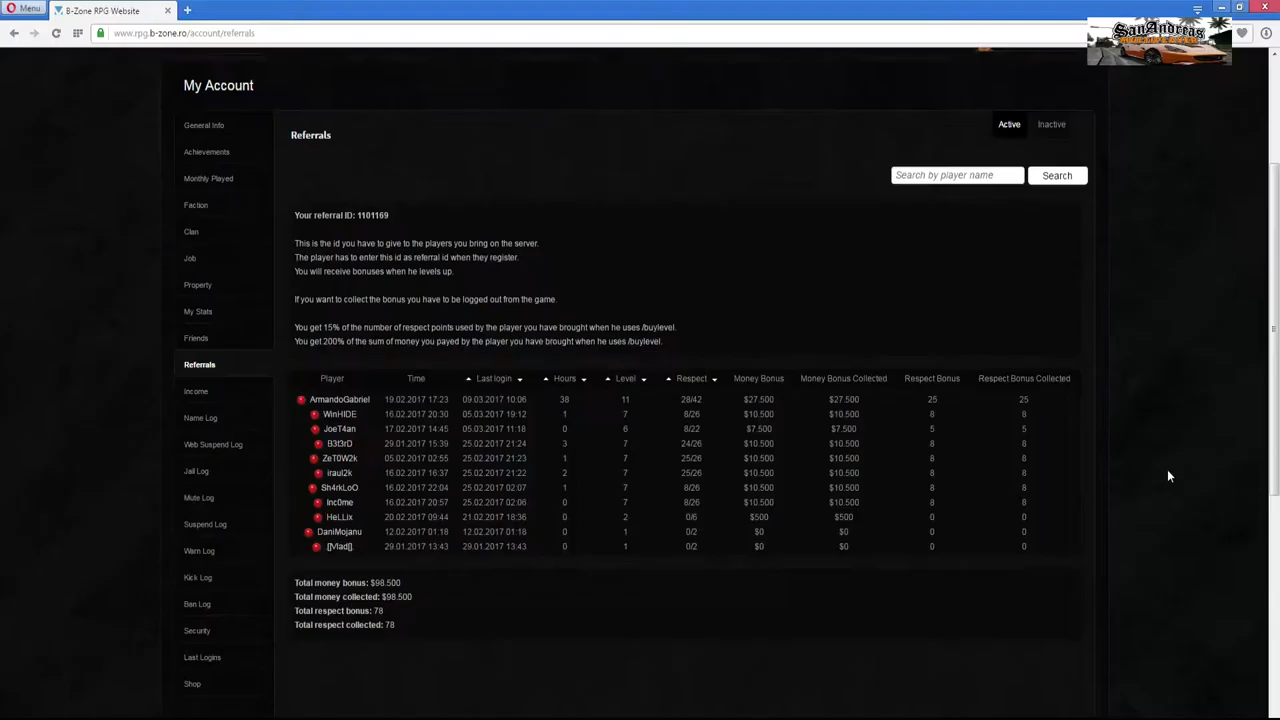 Menu
B-Zone RPG Website
www.rpg.b-zone.ro/account/referrals
SanAndreas
My Account
General Info
Achievements
Monthly Played
Faction
Clan
Job
Property
My Stats
Friends
Referrals
Income
Name Log
Web Suspend Log
Jail Log
Mute Log
Suspend Log
Warn Log
Kick Log
Ban Log
Security
Last Logins
Shop
Referrals
Active Inactive
Search by player name Search
Your referral ID: 1101169
This is the id you have to give to the players you bring on the server.
The player has to enter this id as referral id when they register.
You will receive bonuses when he levels up.
If you want to collect the bonus you have to be logged out from the game.
You get 15% of the number of respect points used by the player you have brought when he uses /buylevel.
You get 200% of the sum of money you payed by the player you have brought when he uses /buylevel.
Player Time Last login Hours Level Respect Money Bonus Money Bonus Collected Respect Bonus Respect Bonus Collected
ArmandoGabriel 19.02.2017 17:23 09.03.2017 10:06 38 11 28/42 $27.500 $27.500 25 25
WinHIDE 16.02.2017 20:30 05.03.2017 19:12 1 7 8/26 $10.500 $10.500 8 8
JoeT4an 17.02.2017 14:45 05.03.2017 11:18 0 6 8/22 $7.500 $7.500 5 5
B3t3rD 29.01.2017 15:39 25.02.2017 21:24 3 7 24/26 $10.500 $10.500 8 8
ZeT0W2k 05.02.2017 02:55 25.02.2017 21:23 1 7 25/26 $10.500 $10.500 8 8
iraul2k 16.02.2017 16:37 25.02.2017 21:22 2 7 25/26 $10.500 $10.500 8 8
Sh4rkLoO 16.02.2017 22:04 25.02.2017 02:07 1 7 8/26 $10.500 $10.500 8 8
Inc0me 16.02.2017 20:57 25.02.2017 02:06 0 7 8/26 $10.500 $10.500 8 8
HeLLix 20.02.2017 09:44 21.02.2017 18:36 0 2 0/6 $500 $500 0 0
DaniMojanu 12.02.2017 01:18 12.02.2017 01:18 0 1 0/2 $0 $0 0 0
[]Vlad[]. 29.01.2017 13:43 29.01.2017 13:43 0 1 0/2 $0 $0 0 0
Total money bonus: $98.500
Total money collected: $98.500
Total respect bonus: 78
Total respect collected: 78